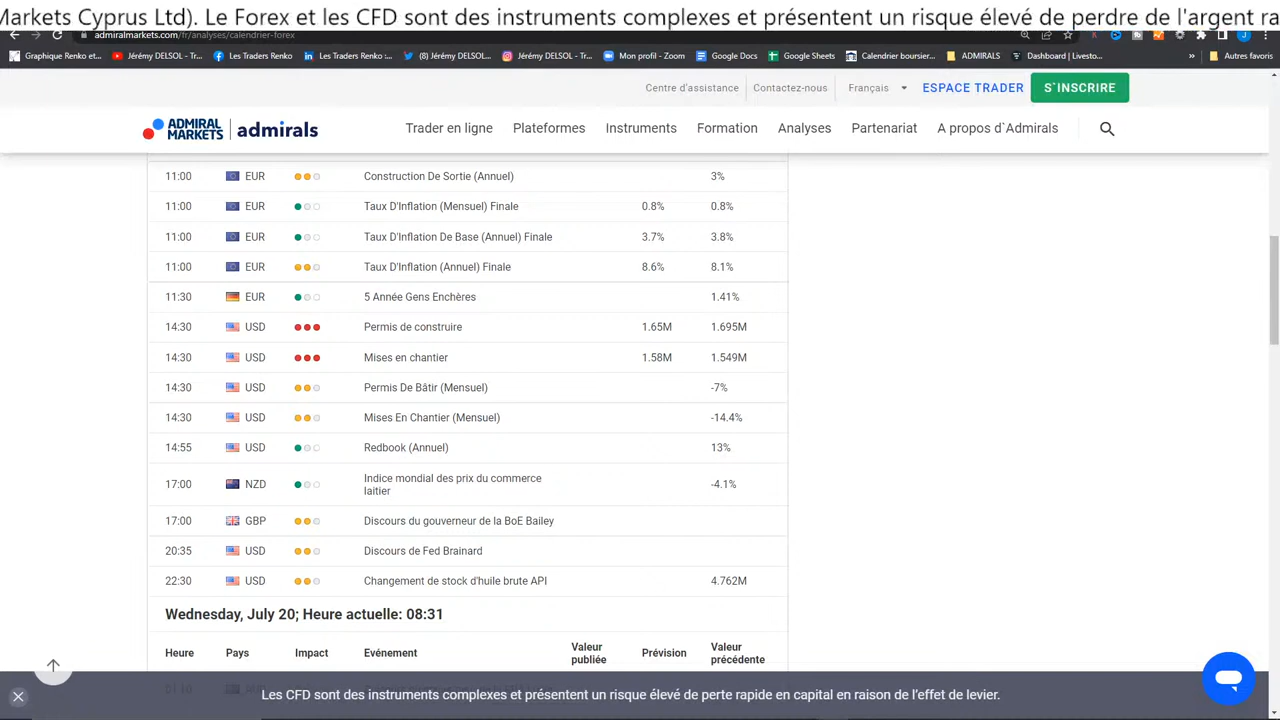 Markets Cyprus Ltd). Le Forex et les CFD sont des instruments complexes et présentent un risque élevé de perdre de l'argent ra
admiralmarkets.com/fr/analyses/calendrier-forex
Graphique Renko et... Jérémy DELSOL - Tr... Les Traders Renko Les Traders Renko :... (8) Jérémy DELSOL... Jérémy DELSOL - Tr... Mon profil - Zoom Google Docs Google Sheets Calendrier boursier... ADMIRALS Dashboard | Livesto... » Autres favoris
Centre d'assistance Contactez-nous Français ESPACE TRADER S`INSCRIRE
ADMIRAL MARKETS admirals Trader en ligne Plateformes Instruments Formation Analyses Partenariat A propos d`Admirals
11:00 EUR Construction De Sortie (Annuel) 3%
11:00 EUR Taux D'Inflation (Mensuel) Finale 0.8% 0.8%
11:00 EUR Taux D'Inflation De Base (Annuel) Finale 3.7% 3.8%
11:00 EUR Taux D'Inflation (Annuel) Finale 8.6% 8.1%
11:30 EUR 5 Année Gens Enchères 1.41%
14:30 USD Permis de construire 1.65M 1.695M
14:30 USD Mises en chantier 1.58M 1.549M
14:30 USD Permis De Bâtir (Mensuel) -7%
14:30 USD Mises En Chantier (Mensuel) -14.4%
14:55 USD Redbook (Annuel) 13%
17:00 NZD Indice mondial des prix du commerce laitier -4.1%
17:00 GBP Discours du gouverneur de la BoE Bailey
20:35 USD Discours de Fed Brainard
22:30 USD Changement de stock d'huile brute API 4.762M
Wednesday, July 20; Heure actuelle: 08:31
Heure Pays Impact Evénement Valeur publiée Prévision Valeur précédente
Les CFD sont des instruments complexes et présentent un risque élevé de perte rapide en capital en raison de l'effet de levier.